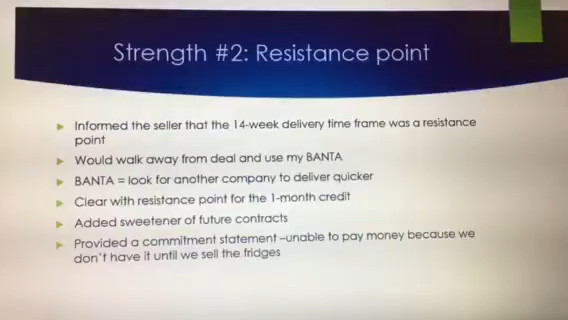 Strength #2: Resistance point
Informed the seller that the 14-week delivery time frame was a resistance
point
Would walk away from deal and use my BANTA
BANTA = look for another company to deliver quicker
Clear with resistance point for the 1-month credit
Added sweetener of future contracts
Provided a commitment statement –unable to pay money because we
don't have it until we sell the fridges